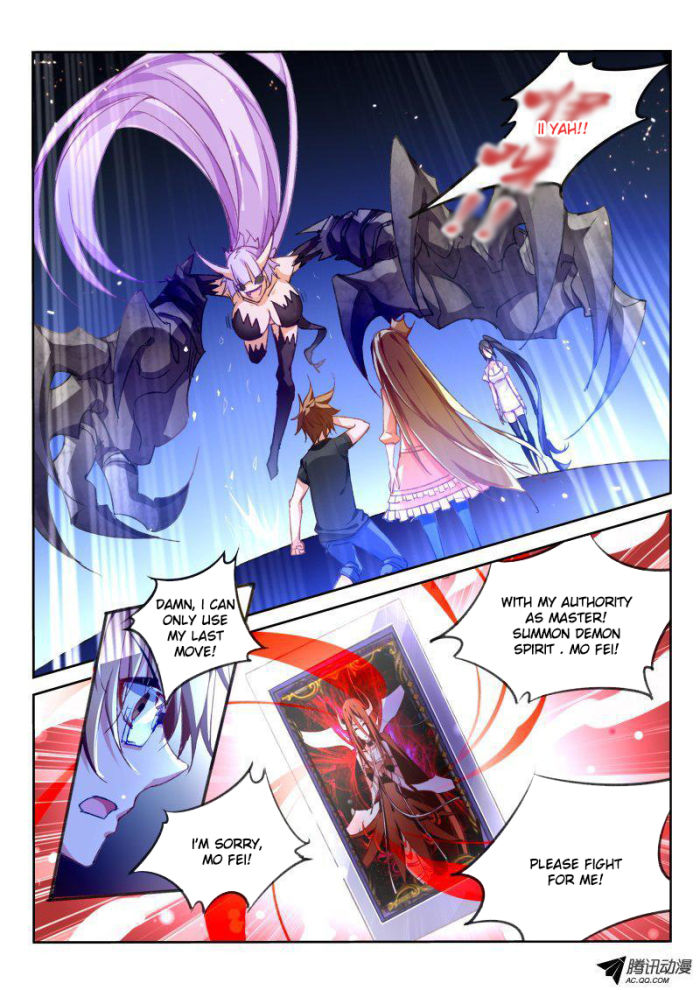 II YAH!!
DAMN, I CAN
ONLY USE
MY LAST
MOVE!
WITH MY AUTHORITY
AS MASTER!
SUMMON DEMON
SPIRIT . MO FEI!
I'M SORRY,
MO FEI!
PLEASE FIGHT
FOR ME!
腾讯动漫
AC.QQ.COM